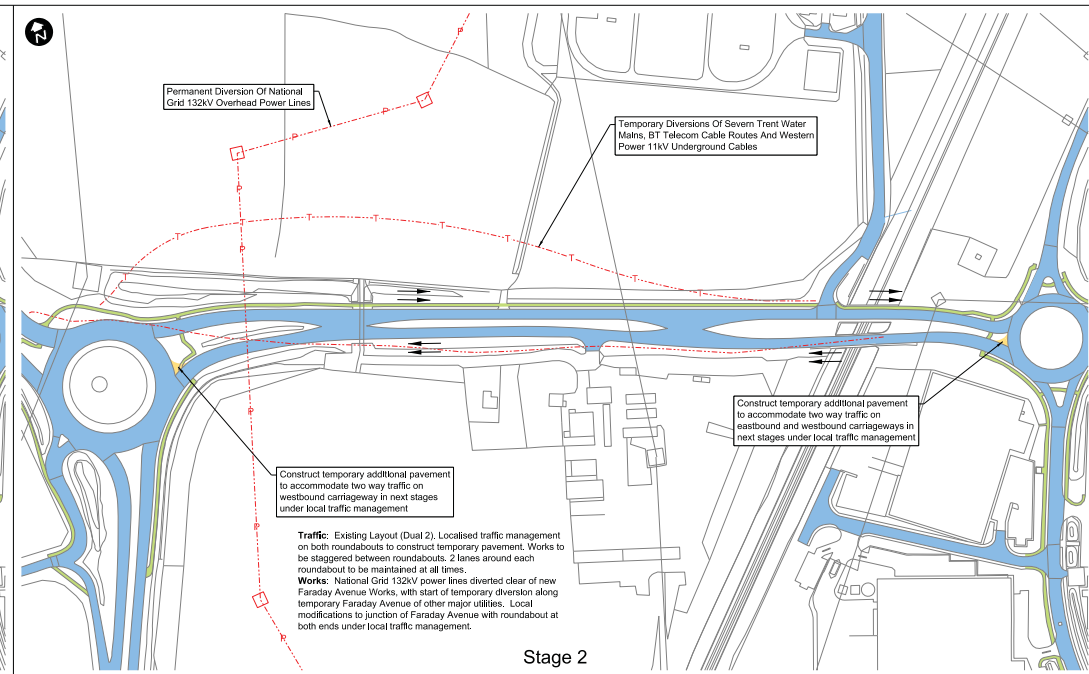 N
Permanent Diversion Of National
Grid 132kV Overhead Power Lines
Temporary Diversions Of Severn Trent Water
Mains, BT Telecom Cable Routes And Western
Power 11kV Underground Cables
P
P
P
P
P
P
P
P
P
T
T
T
T
T
T
T
T
T
T
Construct temporary additional pavement
to accommodate two way traffic on
eastbound and westbound carriageways in
next stages under local traffic management
Construct temporary additional pavement
to accommodate two way traffic on
westbound carriageway in next stages
under local traffic management
Traffic: Existing Layout (Dual 2). Localised traffic management
on both roundabouts to construct temporary pavement. Works to
be staggered between roundabouts. 2 lanes around each
roundabout to be maintained at all times.
Works: National Grid 132kV power lines diverted clear of new
Faraday Avenue Works, with start of temporary diversion along
temporary Faraday Avenue of other major utilities. Local
modifications to junction of Faraday Avenue with roundabout at
both ends under local traffic management.
Stage 2